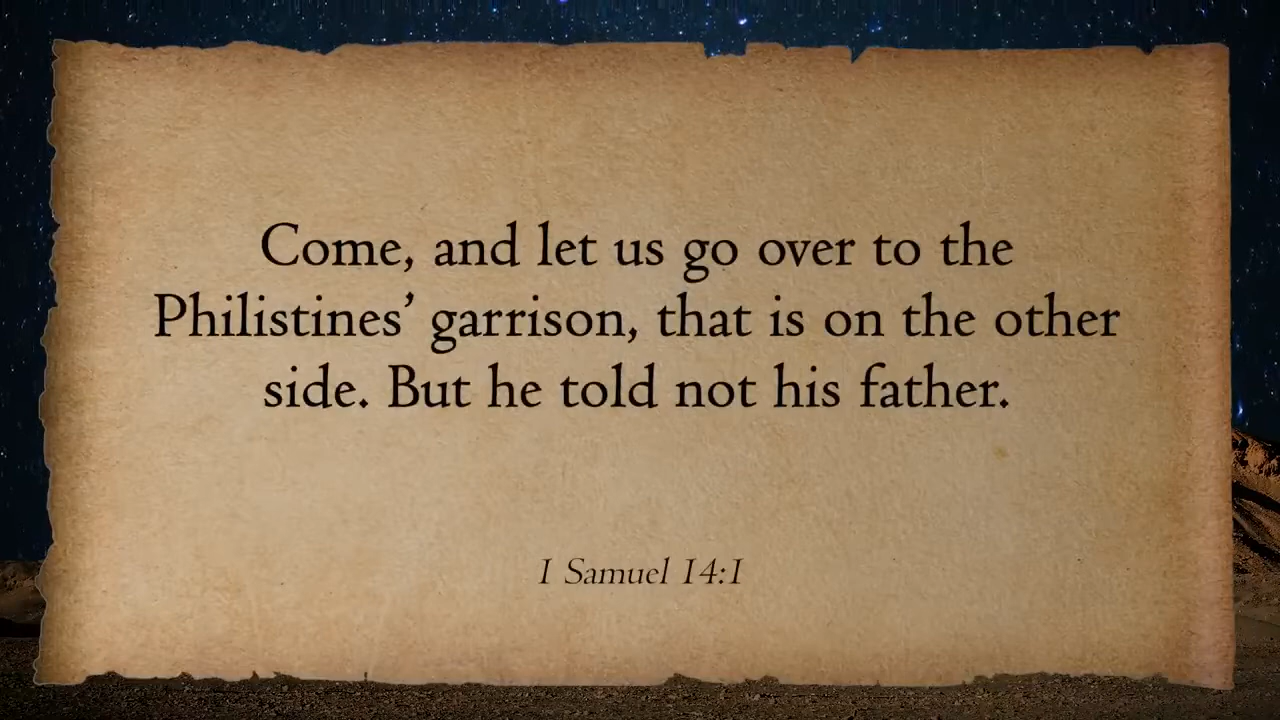 Come, and let us go over to the
Philistines’ garrison, that is on the other
side. But he told not his father.
1 Samuel 14:1